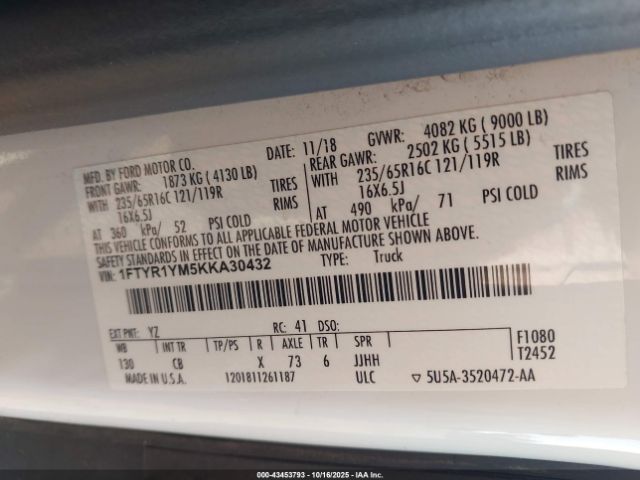 MFD. BY FORD MOTOR CO.
DATE: 11/18 GVWR: 4082 KG ( 9000 LB)
FRONT GAWR: 1873 KG ( 4130 LB) REAR GAWR: 2502 KG ( 5515 LB)
WITH 235/65R16C 121/119R TIRES WITH 235/65R16C 121/119R TIRES
16X6.5J RIMS 16X6.5J RIMS
AT 360 kPa/ 52 PSI COLD AT 490 kPa/ 71 PSI COLD
THIS VEHICLE CONFORMS TO ALL APPLICABLE FEDERAL MOTOR VEHICLE
SAFETY STANDARDS IN EFFECT ON THE DATE OF MANUFACTURE SHOWN ABOVE.
VIN: 1FTYR1YM5KKA30432 TYPE: Truck
EXT PNT: YZ RC: 41 DSO:
WB INT TR TP/PS R AXLE TR SPR F1080
130 CB X 73 6 JJHH T2452
MADE IN U.S.A. 1201811261187 ULC ▽ 5U5A-3520472-AA
000-43453793 - 10/16/2025 - IAA Inc.